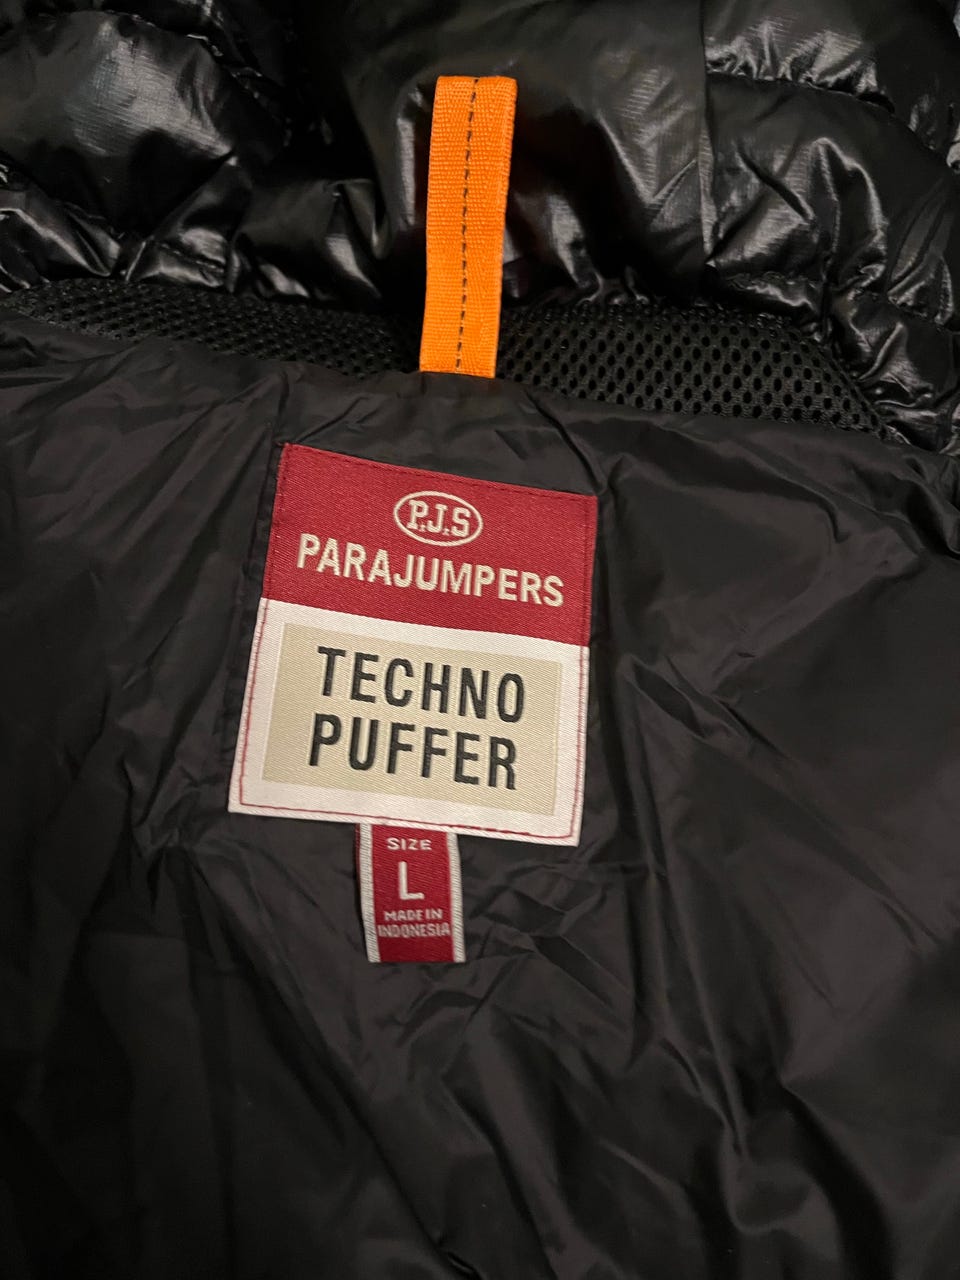 P.J.S
PARAJUMPERS
TECHNO
PUFFER
SIZE
L
MADE IN
INDONESIA